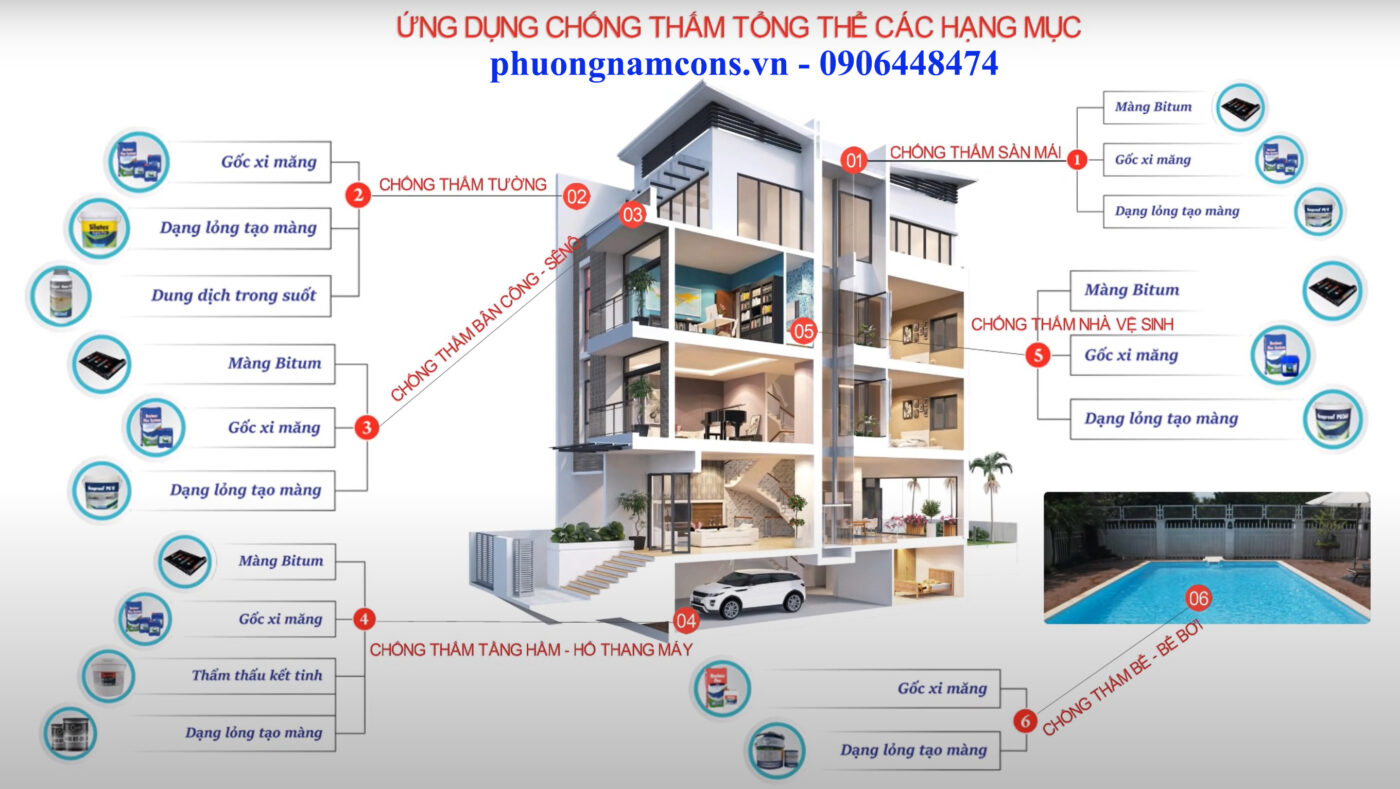 ỨNG DỤNG CHỐNG THẤM TỔNG THỂ CÁC HẠNG MỤC
phuongnamcons.vn - 0906448474
01
CHỐNG THẤM SÀN MÁI
1
Màng Bitum
Gốc xi măng
Dạng lỏng tạo màng
Gốc xi măng
Dạng lỏng tạo màng
Dung dịch trong suốt
2
CHỐNG THẤM TƯỜNG
02
03
CHỐNG THẤM BAN CÔNG - SÊNÔ
3
Màng Bitum
Gốc xi măng
Dạng lỏng tạo màng
05
CHỐNG THẤM NHÀ VỆ SINH
5
Màng Bitum
Gốc xi măng
Dạng lỏng tạo màng
Màng Bitum
Gốc xi măng
Thẩm thấu kết tinh
Dạng lỏng tạo màng
4
CHỐNG THẤM TẦNG HẦM - HỐ THANG MÁY
04
06
CHỐNG THẤM BỂ - BỂ BƠI
6
Gốc xi măng
Dạng lỏng tạo màng